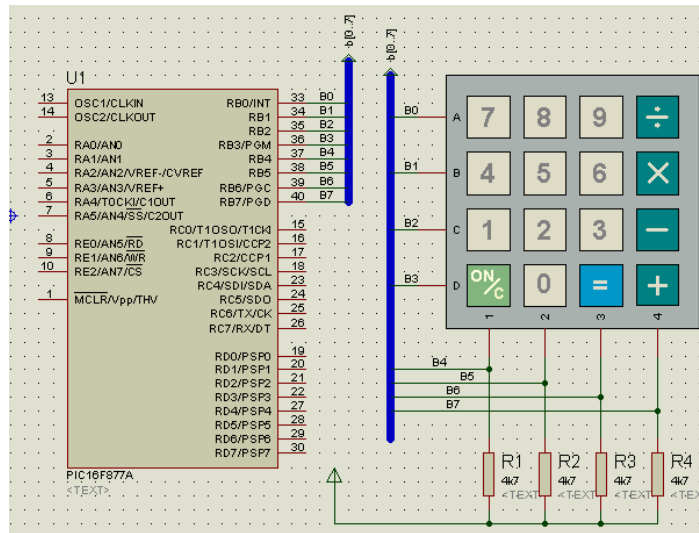 b[0..7]
b[0..7]
U1
13 OSC1/CLKIN RB0/INT 33 B0
14 OSC2/CLKOUT RB1 34 B1
RB2 35 B2
2 RA0/AN0 RB3/PGM 36 B3
3 RA1/AN1 RB4 37 B4
4 RA2/AN2/VREF-/CVREF RB5 38 B5
5 RA3/AN3/VREF+ RB6/PGC 39 B6
6 RA4/T0CKI/C1OUT RB7/PGD 40 B7
7 RA5/AN4/SS/C2OUT
RC0/T1OSO/T1CKI 15
8 RE0/AN5/RD RC1/T1OSI/CCP2 16
9 RE1/AN6/WR RC2/CCP1 17
10 RE2/AN7/CS RC3/SCK/SCL 18
RC4/SDI/SDA 23
1 MCLR/Vpp/THV RC5/SDO 24
RC6/TX/CK 25
RC7/RX/DT 26
RD0/PSP0 19
RD1/PSP1 20
RD2/PSP2 21
RD3/PSP3 22
RD4/PSP4 27
RD5/PSP5 28
RD6/PSP6 29
RD7/PSP7 30
PIC16F877A
<TEXT>
B0 A 7 8 9 ÷
B1 B 4 5 6 ×
B2 C 1 2 3 −
B3 D ON/C 0 = +
1 2 3 4
B4
B5
B6
B7
R1 R2 R3 R4
4k7 4k7 4k7 4k7
<TEXT> <TEXT> <TEXT> <TEX